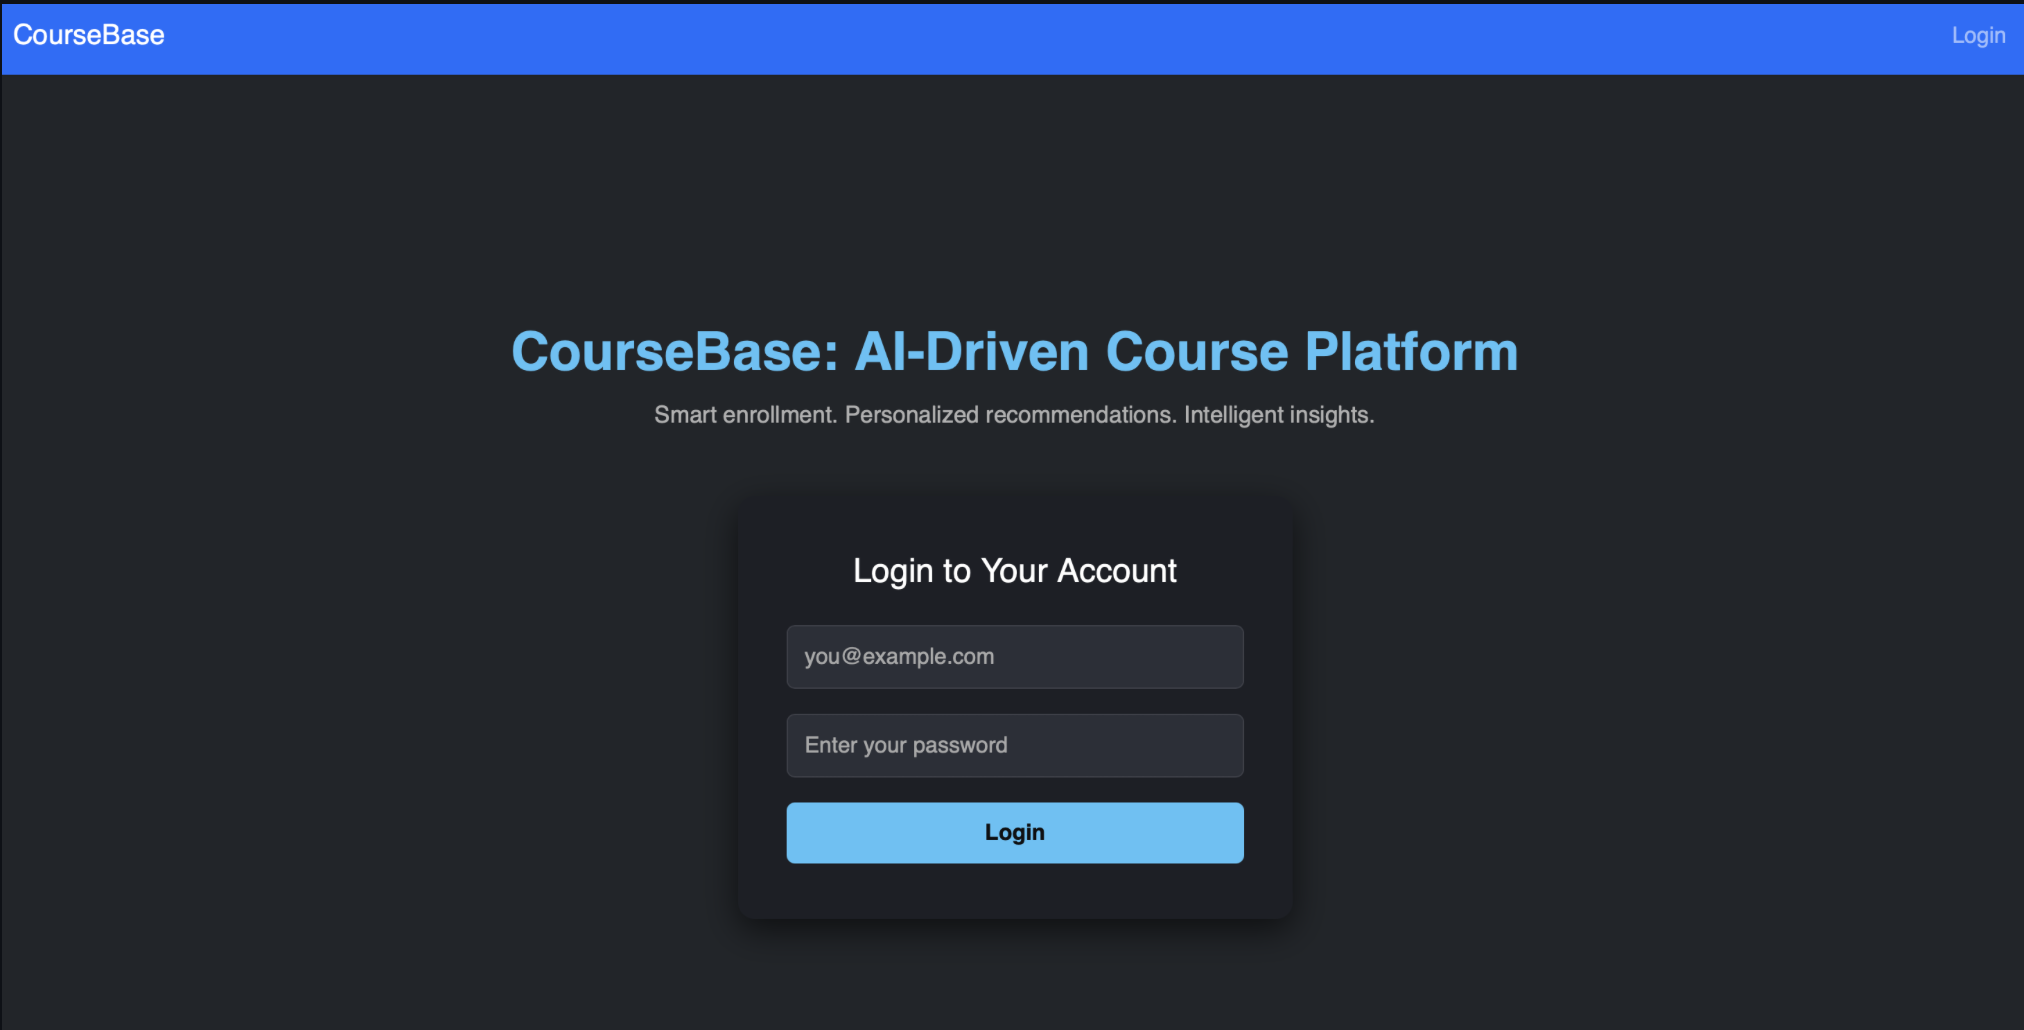 CourseBase
Login
CourseBase: AI-Driven Course Platform
Smart enrollment. Personalized recommendations. Intelligent insights.
Login to Your Account
you@example.com
Enter your password
Login